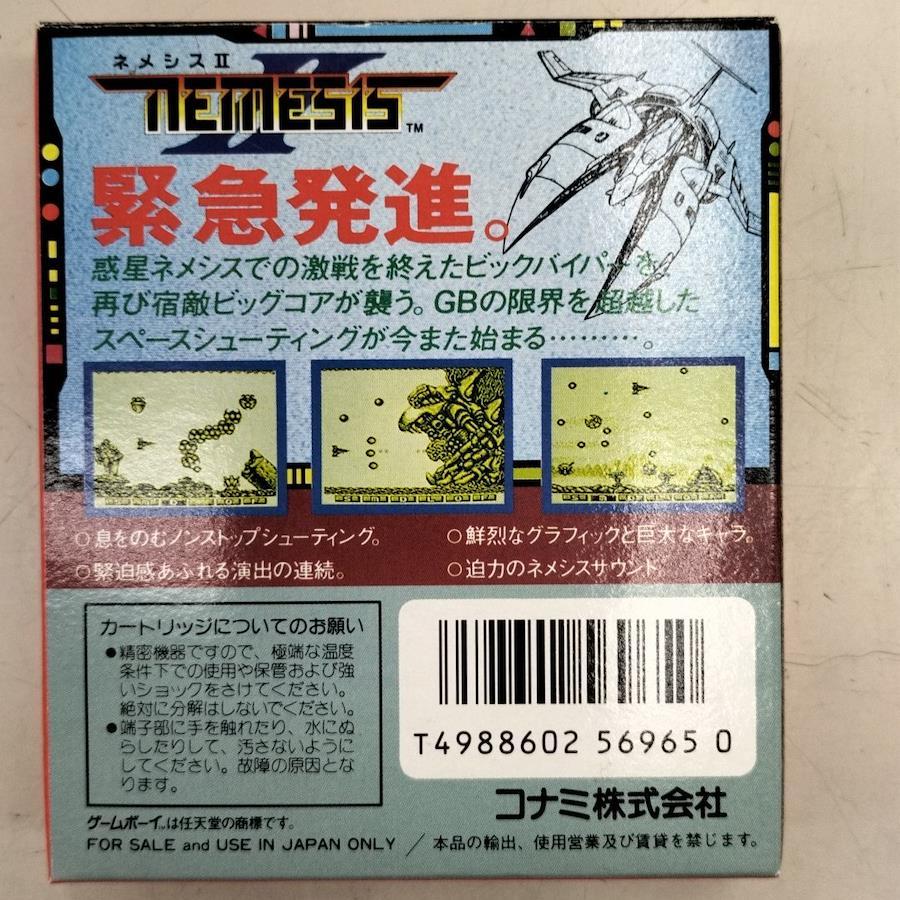 ネメシスⅡ
NEMESIS II ™
緊急発進。
惑星ネメシスでの激戦を終えたビックバイパーを
再び宿敵ビッグコアが襲う。GBの限界を超越した
スペースシューティングが今また始まる………。
○息をのむノンストップシューティング。
○鮮烈なグラフィックと巨大なキャラ。
○緊迫感あふれる演出の連続。
○迫力のネメシスサウンド。
カートリッジについてのお願い
●精密機器ですので、極端な温度
条件下での使用や保管および強
いショックをさけてください。
絶対に分解はしないでください。
●端子部に手を触れたり、水にぬ
らしたりして、汚さないように
してください。故障の原因とな
ります。
T4988602 56965 0
コナミ株式会社
ゲームボーイ™は任天堂の商標です。
FOR SALE and USE IN JAPAN ONLY ／ 本品の輸出、使用営業及び賃貸を禁じます。